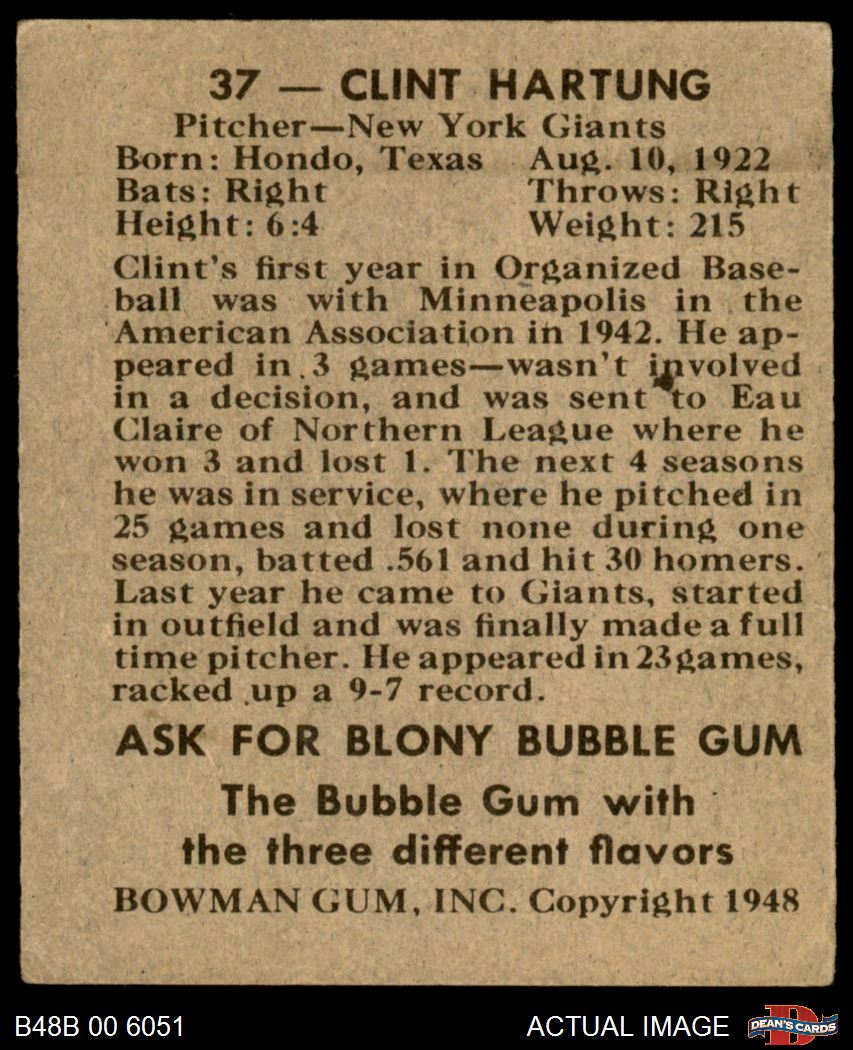 37 — CLINT HARTUNG
Pitcher—New York Giants
Born: Hondo, Texas Aug. 10, 1922
Bats: Right Throws: Right
Height: 6:4 Weight: 215
Clint's first year in Organized Base-
ball was with Minneapolis in the
American Association in 1942. He ap-
peared in 3 games—wasn't involved
in a decision, and was sent to Eau
Claire of Northern League where he
won 3 and lost 1. The next 4 seasons
he was in service, where he pitched in
25 games and lost none during one
season, batted .561 and hit 30 homers.
Last year he came to Giants, started
in outfield and was finally made a full
time pitcher. He appeared in 23 games,
racked up a 9-7 record.
ASK FOR BLONY BUBBLE GUM
The Bubble Gum with
the three different flavors
BOWMAN GUM, INC. Copyright 1948
B48B 00 6051 ACTUAL IMAGE DEAN'S CARDS